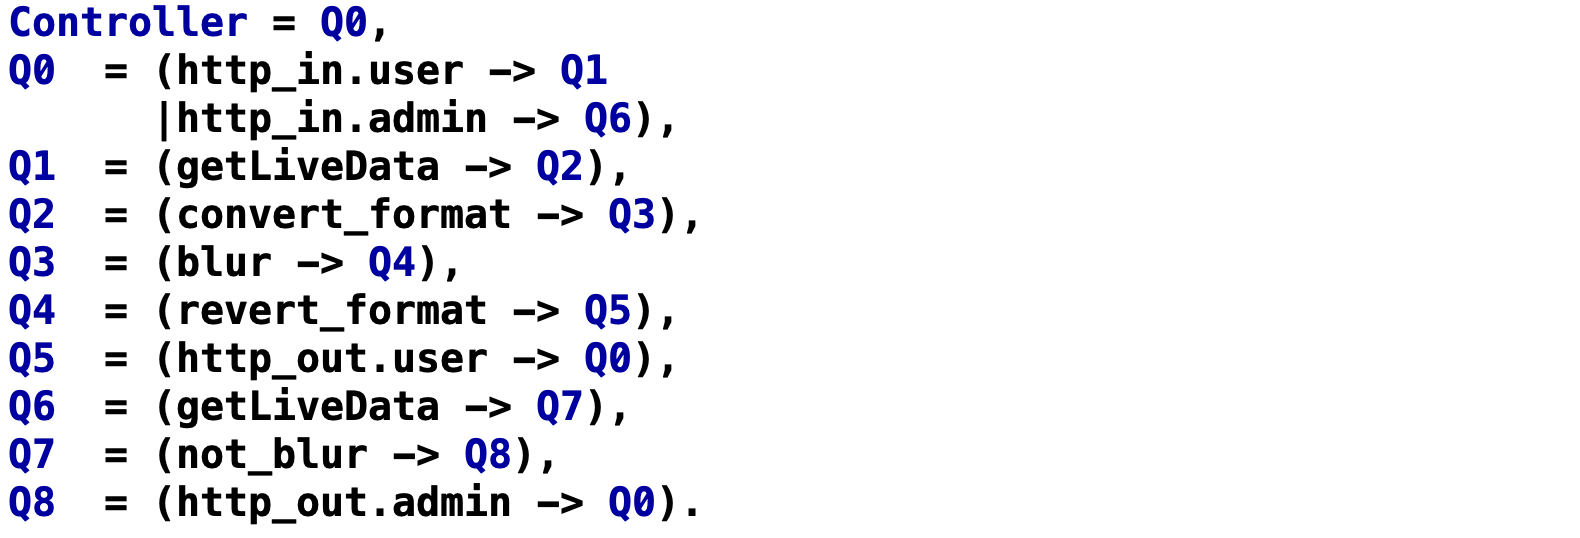 Controller = Q0,
Q0  = (http_in.user -> Q1
      |http_in.admin -> Q6),
Q1  = (getLiveData -> Q2),
Q2  = (convert_format -> Q3),
Q3  = (blur -> Q4),
Q4  = (revert_format -> Q5),
Q5  = (http_out.user -> Q0),
Q6  = (getLiveData -> Q7),
Q7  = (not_blur -> Q8),
Q8  = (http_out.admin -> Q0).